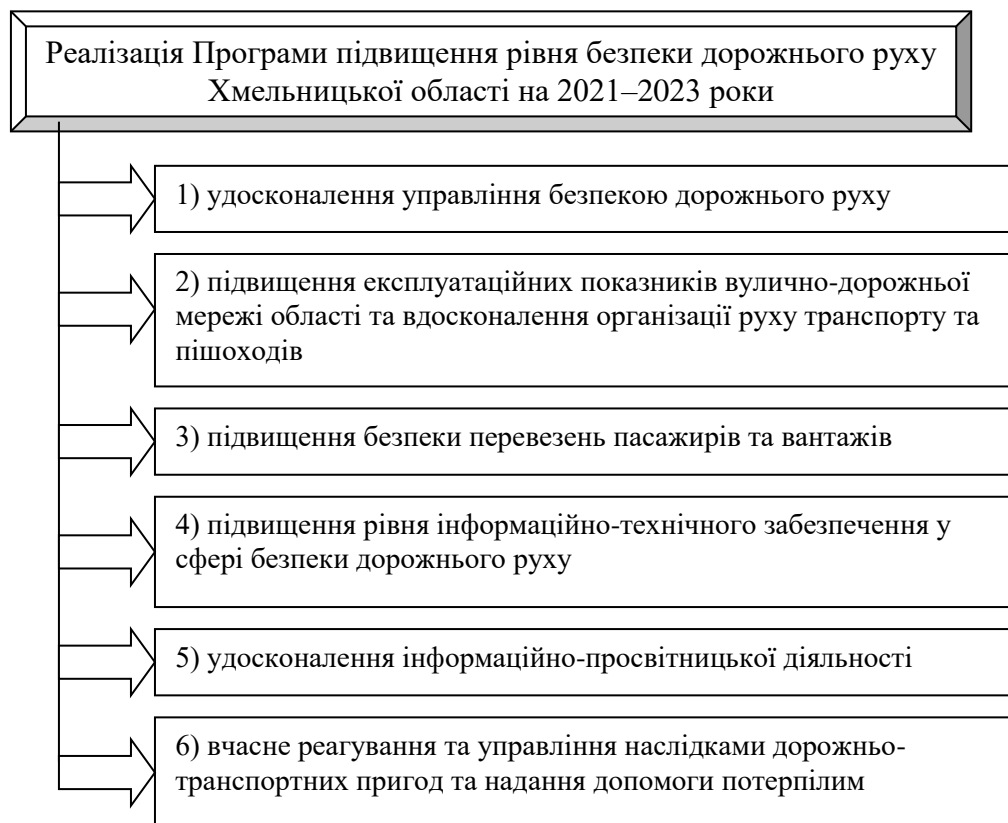 Реалізація Програми підвищення рівня безпеки дорожнього руху
Хмельницької області на 2021–2023 роки
1) удосконалення управління безпекою дорожнього руху
2) підвищення експлуатаційних показників вулично-дорожньої
мережі області та вдосконалення організації руху транспорту та
пішоходів
3) підвищення безпеки перевезень пасажирів та вантажів
4) підвищення рівня інформаційно-технічного забезпечення у
сфері безпеки дорожнього руху
5) удосконалення інформаційно-просвітницької діяльності
6) вчасне реагування та управління наслідками дорожньо-
транспортних пригод та надання допомоги потерпілим